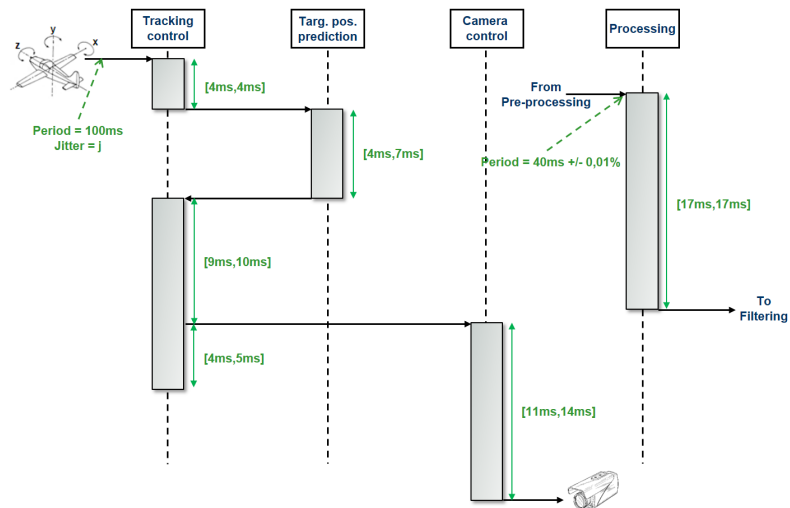 Tracking
control
Targ. pos.
prediction
Camera
control
Processing
y
z
x
[4ms,4ms]
From
Pre-processing
Period = 100ms
Jitter = j
[4ms,7ms]
Period = 40ms +/- 0,01%
[17ms,17ms]
[9ms,10ms]
To
Filtering
[4ms,5ms]
[11ms,14ms]